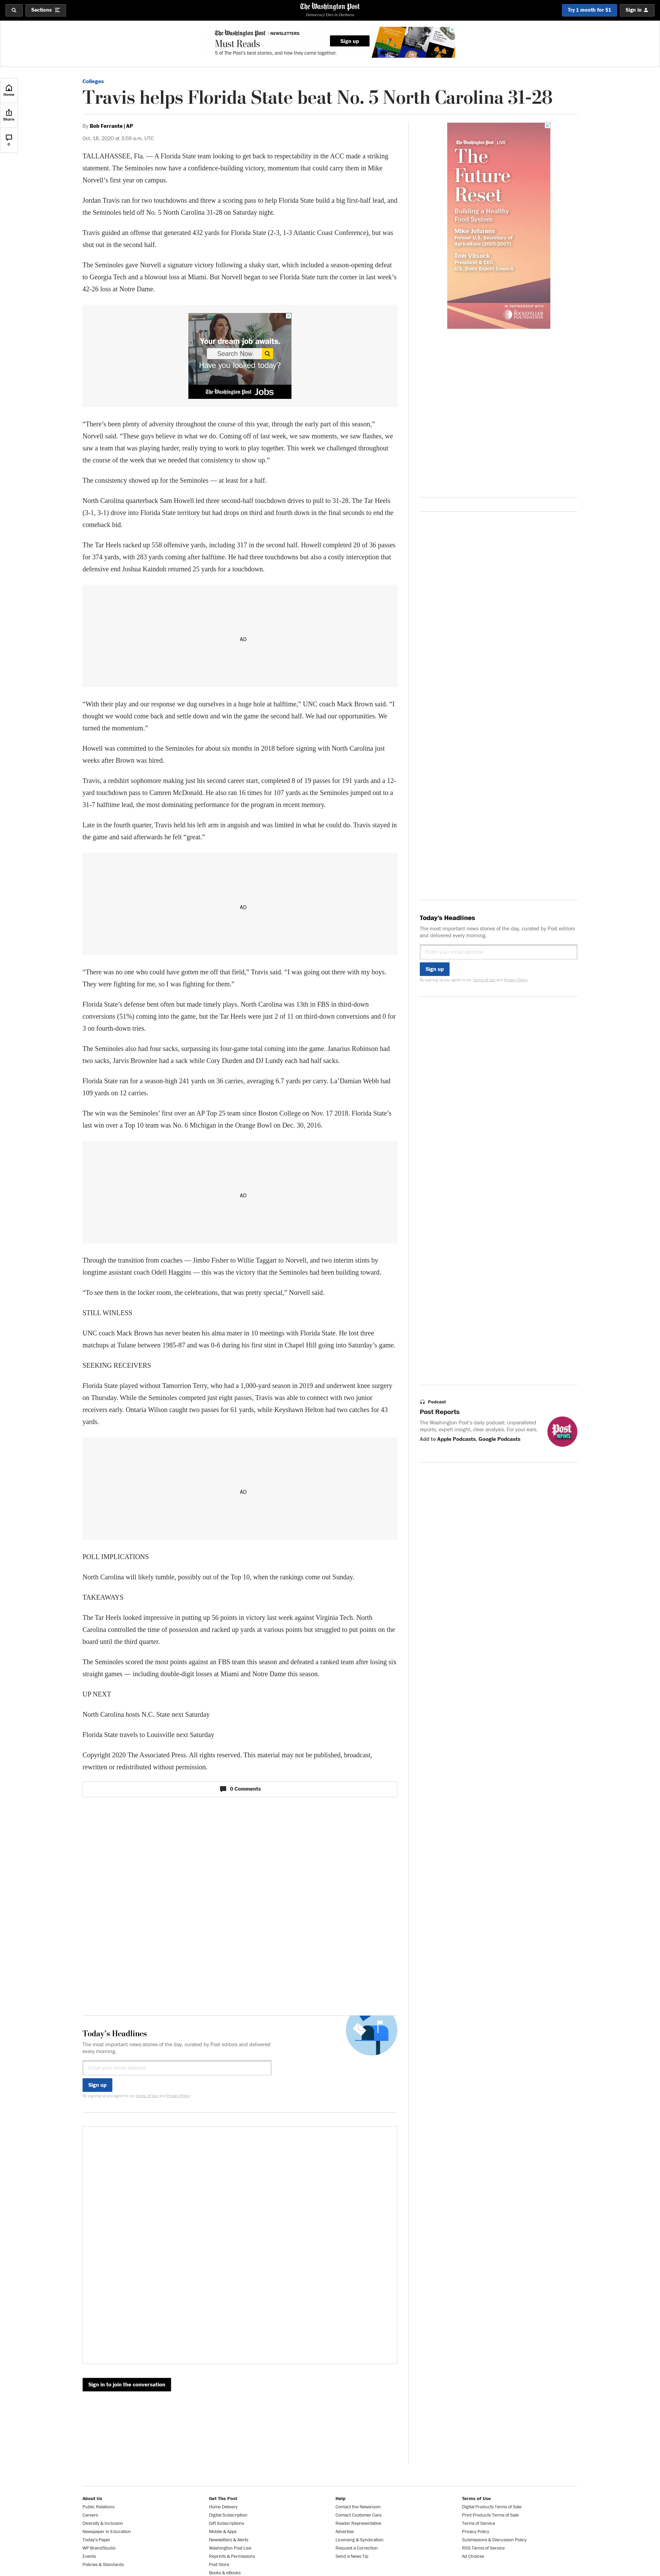 The Washington Post
Democracy Dies in Darkness
Sections
Try 1 month for $1
Sign in
The Washington Post | NEWSLETTERS
Must Reads
5 of The Post's best stories, and how they came together.
Sign up
Home
Share
0
Colleges
Travis helps Florida State beat No. 5 North Carolina 31-28
By Bob Ferrante | AP
Oct. 18, 2020 at 3:59 a.m. UTC
TALLAHASSEE, Fla. — A Florida State team looking to get back to respectability in the ACC made a striking
statement. The Seminoles now have a confidence-building victory, momentum that could carry them in Mike
Norvell’s first year on campus.
Jordan Travis ran for two touchdowns and threw a scoring pass to help Florida State build a big first-half lead, and
the Seminoles held off No. 5 North Carolina 31-28 on Saturday night.
Travis guided an offense that generated 432 yards for Florida State (2-3, 1-3 Atlantic Coast Conference), but was
shut out in the second half.
The Seminoles gave Norvell a signature victory following a shaky start, which included a season-opening defeat
to Georgia Tech and a blowout loss at Miami. But Norvell began to see Florida State turn the corner in last week’s
42-26 loss at Notre Dame.
Your dream job awaits.
Search Now
Have you looked today?
The Washington Post Jobs
“There’s been plenty of adversity throughout the course of this year, through the early part of this season,”
Norvell said. “These guys believe in what we do. Coming off of last week, we saw moments, we saw flashes, we
saw a team that was playing harder, really trying to work to play together. This week we challenged throughout
the course of the week that we needed that consistency to show up.”
The consistency showed up for the Seminoles — at least for a half.
North Carolina quarterback Sam Howell led three second-half touchdown drives to pull to 31-28. The Tar Heels
(3-1, 3-1) drove into Florida State territory but had drops on third and fourth down in the final seconds to end the
comeback bid.
The Tar Heels racked up 558 offensive yards, including 317 in the second half. Howell completed 20 of 36 passes
for 374 yards, with 283 yards coming after halftime. He had three touchdowns but also a costly interception that
defensive end Joshua Kaindoh returned 25 yards for a touchdown.
AD
“With their play and our response we dug ourselves in a huge hole at halftime,” UNC coach Mack Brown said. “I
thought we would come back and settle down and win the game the second half. We had our opportunities. We
turned the momentum.”
Howell was committed to the Seminoles for about six months in 2018 before signing with North Carolina just
weeks after Brown was hired.
Travis, a redshirt sophomore making just his second career start, completed 8 of 19 passes for 191 yards and a 12-
yard touchdown pass to Camren McDonald. He also ran 16 times for 107 yards as the Seminoles jumped out to a
31-7 halftime lead, the most dominating performance for the program in recent memory.
Late in the fourth quarter, Travis held his left arm in anguish and was limited in what he could do. Travis stayed in
the game and said afterwards he felt “great.”
AD
“There was no one who could have gotten me off that field,” Travis said. “I was going out there with my boys.
They were fighting for me, so I was fighting for them.”
Florida State’s defense bent often but made timely plays. North Carolina was 13th in FBS in third-down
conversions (51%) coming into the game, but the Tar Heels were just 2 of 11 on third-down conversions and 0 for
3 on fourth-down tries.
The Seminoles also had four sacks, surpassing its four-game total coming into the game. Janarius Robinson had
two sacks, Jarvis Brownlee had a sack while Cory Durden and DJ Lundy each had half sacks.
Florida State ran for a season-high 241 yards on 36 carries, averaging 6.7 yards per carry. La’Damian Webb had
109 yards on 12 carries.
The win was the Seminoles’ first over an AP Top 25 team since Boston College on Nov. 17 2018. Florida State’s
last win over a Top 10 team was No. 6 Michigan in the Orange Bowl on Dec. 30, 2016.
AD
Through the transition from coaches — Jimbo Fisher to Willie Taggart to Norvell, and two interim stints by
longtime assistant coach Odell Haggins — this was the victory that the Seminoles had been building toward.
“To see them in the locker room, the celebrations, that was pretty special,” Norvell said.
STILL WINLESS
UNC coach Mack Brown has never beaten his alma mater in 10 meetings with Florida State. He lost three
matchups at Tulane between 1985-87 and was 0-6 during his first stint in Chapel Hill going into Saturday’s game.
SEEKING RECEIVERS
Florida State played without Tamorrion Terry, who had a 1,000-yard season in 2019 and underwent knee surgery
on Thursday. While the Seminoles competed just eight passes, Travis was able to connect with two junior
receivers early. Ontaria Wilson caught two passes for 61 yards, while Keyshawn Helton had two catches for 43
yards.
AD
POLL IMPLICATIONS
North Carolina will likely tumble, possibly out of the Top 10, when the rankings come out Sunday.
TAKEAWAYS
The Tar Heels looked impressive in putting up 56 points in victory last week against Virginia Tech. North
Carolina controlled the time of possession and racked up yards at various points but struggled to put points on the
board until the third quarter.
The Seminoles scored the most points against an FBS team this season and defeated a ranked team after losing six
straight games — including double-digit losses at Miami and Notre Dame this season.
UP NEXT
North Carolina hosts N.C. State next Saturday
Florida State travels to Louisville next Saturday
Copyright 2020 The Associated Press. All rights reserved. This material may not be published, broadcast,
rewritten or redistributed without permission.
0 Comments
The Washington Post LIVE
The
Future
Reset
Building a Healthy
Food System
Mike Johanns
Former U.S. Secretary of
Agriculture (2005-2007)
Tom Vilsack
President & CEO,
U.S. Dairy Export Council
IN PARTNERSHIP WITH
THE
ROCKEFELLER
FOUNDATION
Today’s Headlines
The most important news stories of the day, curated by Post editors
and delivered every morning.
Enter your email address
Sign up
By signing up you agree to our Terms of Use and Privacy Policy
Podcast
Post Reports
The Washington Post's daily podcast: unparalleled
reports, expert insight, clear analysis. For your ears.
Add to Apple Podcasts, Google Podcasts
Post
REPORTS
Today’s Headlines
The most important news stories of the day, curated by Post editors and delivered
every morning.
Enter your email address
Sign up
By signing up you agree to our Terms of Use and Privacy Policy
Sign in to join the conversation
About Us
Public Relations
Careers
Diversity & Inclusion
Newspaper in Education
Today's Paper
WP BrandStudio
Events
Policies & Standards
Get The Post
Home Delivery
Digital Subscription
Gift Subscriptions
Mobile & Apps
Newsletters & Alerts
Washington Post Live
Reprints & Permissions
Post Store
Books & eBooks
Help
Contact the Newsroom
Contact Customer Care
Reader Representative
Advertise
Licensing & Syndication
Request a Correction
Send a News Tip
Terms of Use
Digital Products Terms of Sale
Print Products Terms of Sale
Terms of Service
Privacy Policy
Submissions & Discussion Policy
RSS Terms of Service
Ad Choices